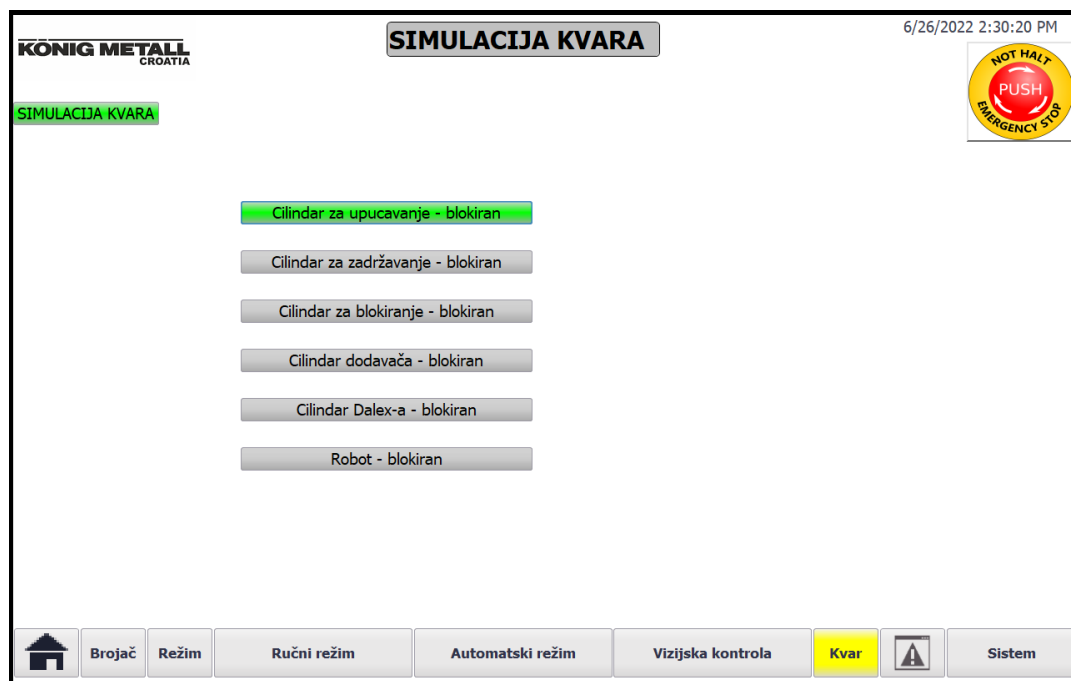 KÖNIG METALL
CROATIA
SIMULACIJA KVARA
6/26/2022 2:30:20 PM
NOT HALT
PUSH
EMERGENCY STOP
SIMULACIJA KVARA
Cilindar za upucavanje - blokiran
Cilindar za zadržavanje - blokiran
Cilindar za blokiranje - blokiran
Cilindar dodavača - blokiran
Cilindar Dalex-a - blokiran
Robot - blokiran
Brojač Režim Ručni režim Automatski režim Vizijska kontrola Kvar Sistem